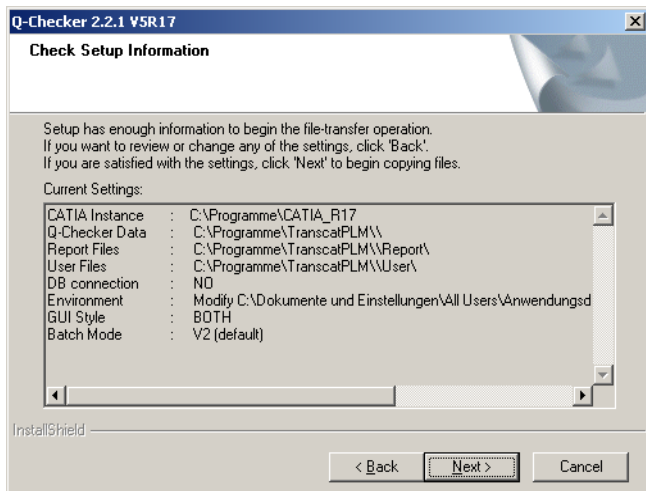 Q-Checker 2.2.1 V5R17
Check Setup Information
Setup has enough information to begin the file-transfer operation.
If you want to review or change any of the settings, click 'Back'.
If you are satisfied with the settings, click 'Next' to begin copying files.
Current Settings:
CATIA Instance : C:\Programme\CATIA_R17
Q-Checker Data : C:\Programme\TranscatPLM\\
Report Files : C:\Programme\TranscatPLM\\Report\
User Files : C:\Programme\TranscatPLM\\User\
DB connection : NO
Environment : Modify C:\Dokumente und Einstellungen\All Users\Anwendungsd
GUI Style : BOTH
Batch Mode : V2 (default)
InstallShield
< Back Next > Cancel